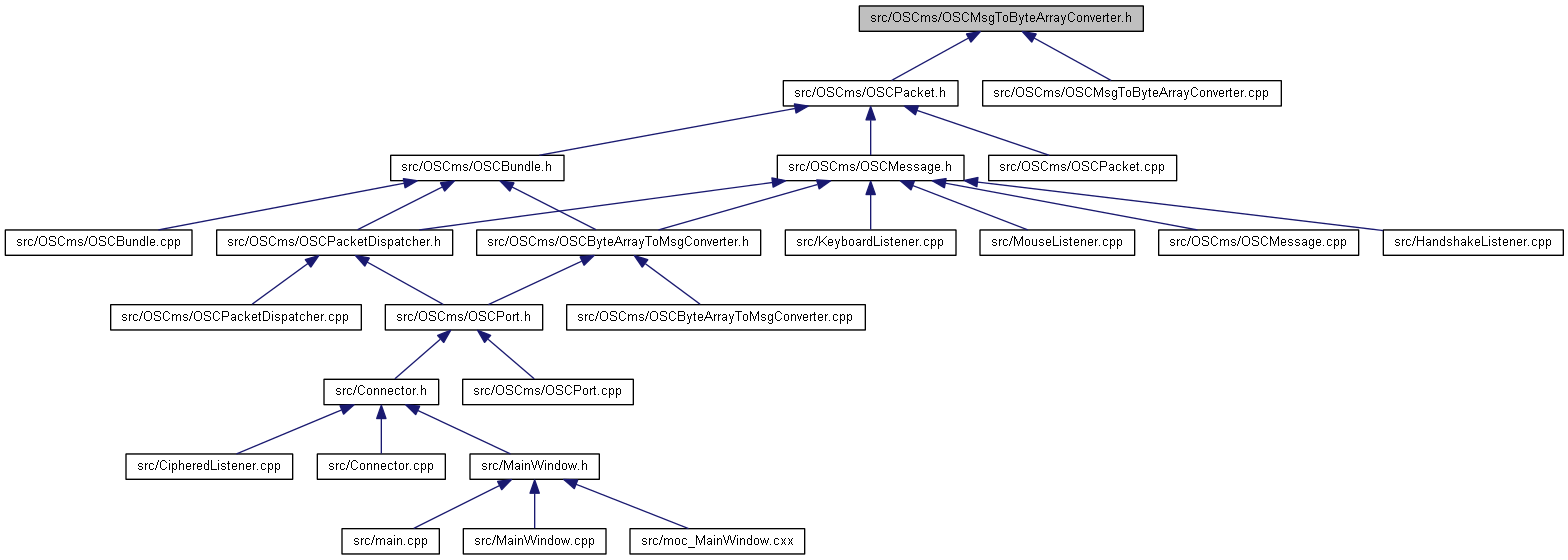 src/OSCms/OSCMsgToByteArrayConverter.h
src/OSCms/OSCPacket.h
src/OSCms/OSCMsgToByteArrayConverter.cpp
src/OSCms/OSCBundle.h
src/OSCms/OSCMessage.h
src/OSCms/OSCPacket.cpp
src/OSCms/OSCBundle.cpp
src/OSCms/OSCPacketDispatcher.h
src/OSCms/OSCByteArrayToMsgConverter.h
src/KeyboardListener.cpp
src/MouseListener.cpp
src/OSCms/OSCMessage.cpp
src/HandshakeListener.cpp
src/OSCms/OSCPacketDispatcher.cpp
src/OSCms/OSCPort.h
src/OSCms/OSCByteArrayToMsgConverter.cpp
src/Connector.h
src/OSCms/OSCPort.cpp
src/CipheredListener.cpp
src/Connector.cpp
src/MainWindow.h
src/main.cpp
src/MainWindow.cpp
src/moc_MainWindow.cxx